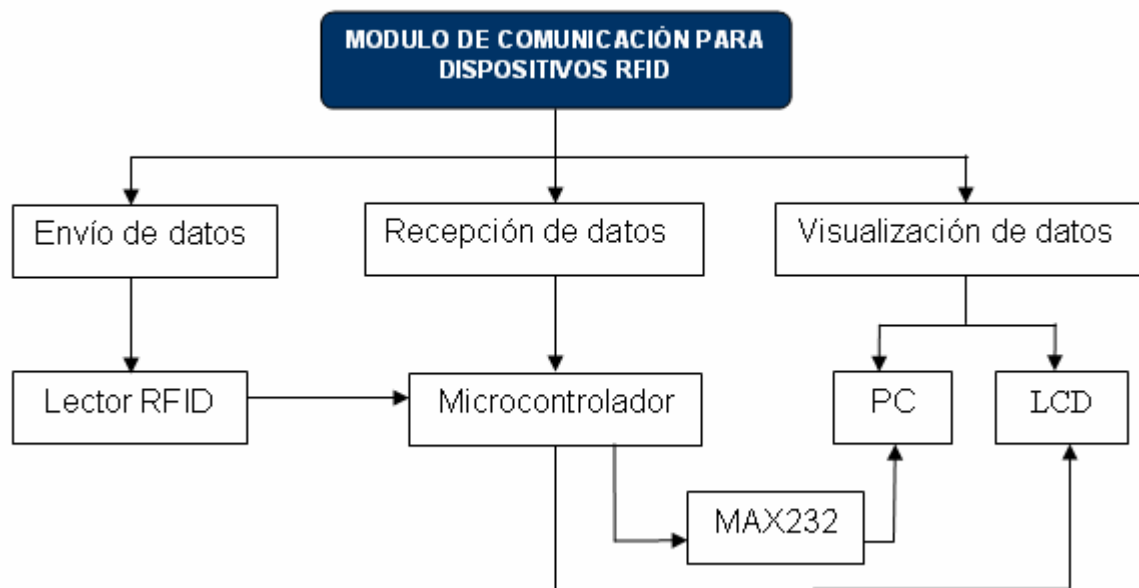 MODULO DE COMUNICACIÓN PARA
DISPOSITIVOS RFID
Envío de datos
Recepción de datos
Visualización de datos
Lector RFID
Microcontrolador
PC
LCD
MAX232